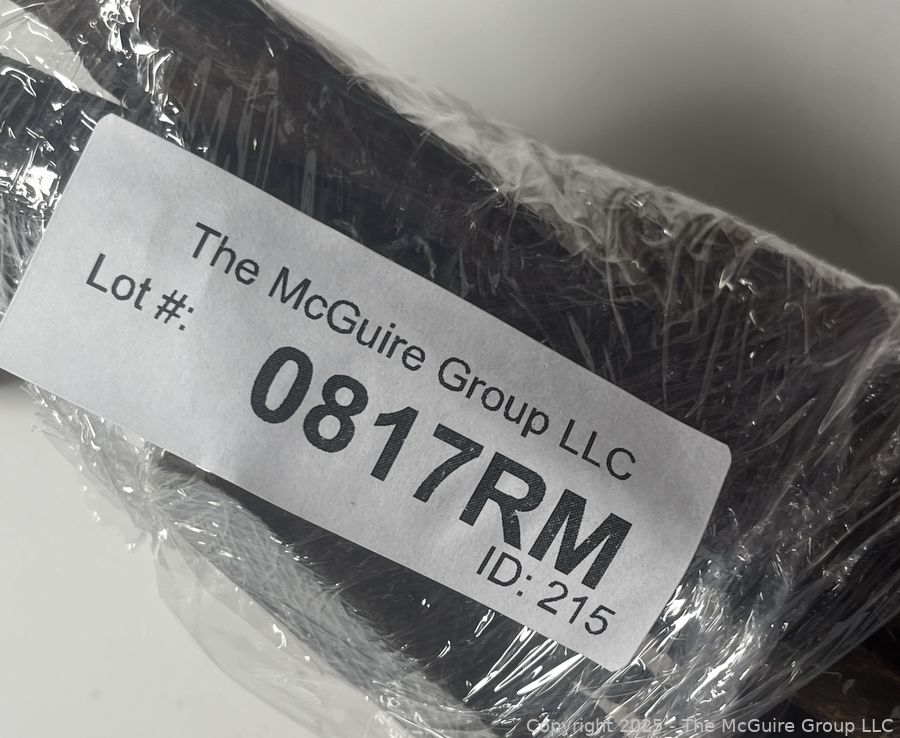 The McGuire Group LLC
Lot #:
0817RM
ID: 215
Copyright 2025 - The McGuire Group LLC